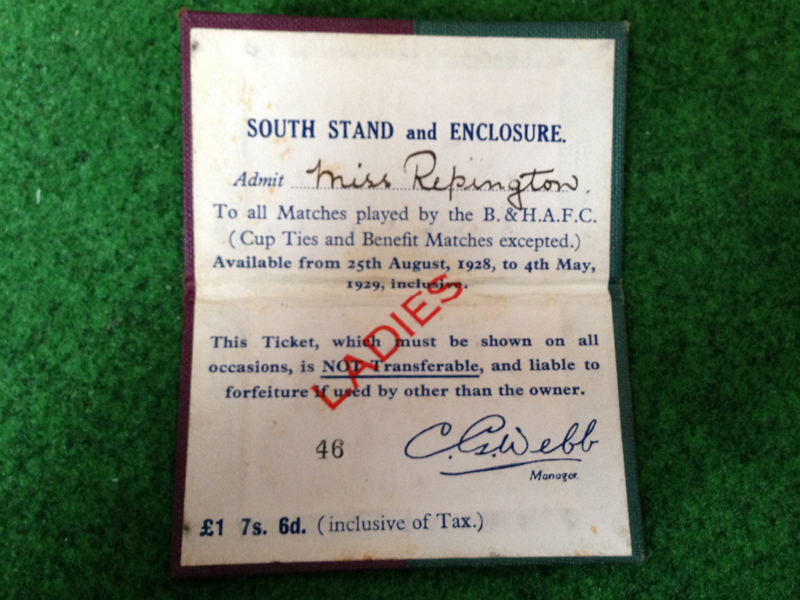 SOUTH STAND and ENCLOSURE.
Admit Miss Repington.
To all Matches played by the B. & H.A.F.C.
(Cup Ties and Benefit Matches excepted.)
Available from 25th August, 1928, to 4th May,
1929, inclusive.
LADIES
This Ticket, which must be shown on all
occasions, is NOT Transferable, and liable to
forfeiture if used by other than the owner.
46
C. G. Webb
Manager.
£1 7s. 6d. (inclusive of Tax.)